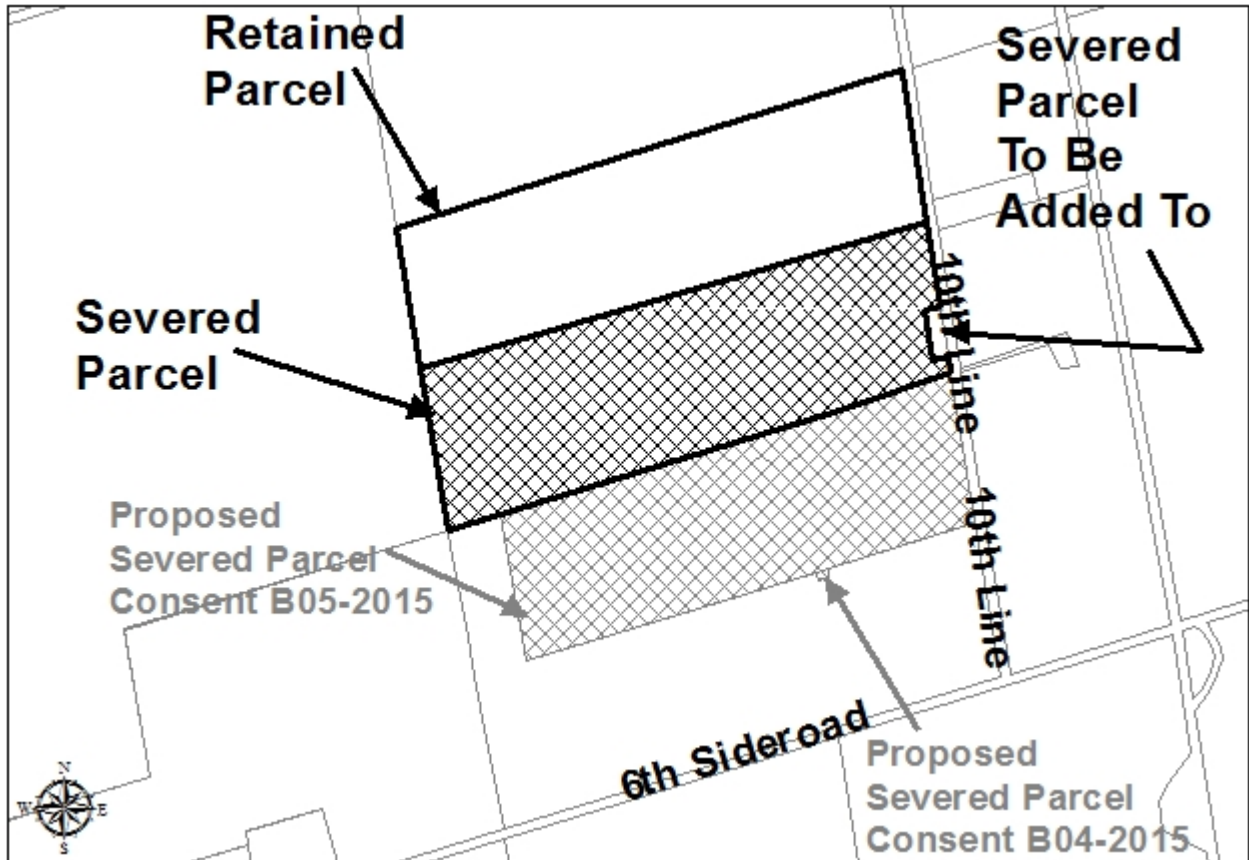 Retained
Parcel
Severed
Parcel
To Be
Added To
Severed
Parcel
10th Line
Proposed
Severed Parcel
Consent B05-2015
10th Line
6th Sideroad
Proposed
Severed Parcel
Consent B04-2015
N
W
E
S